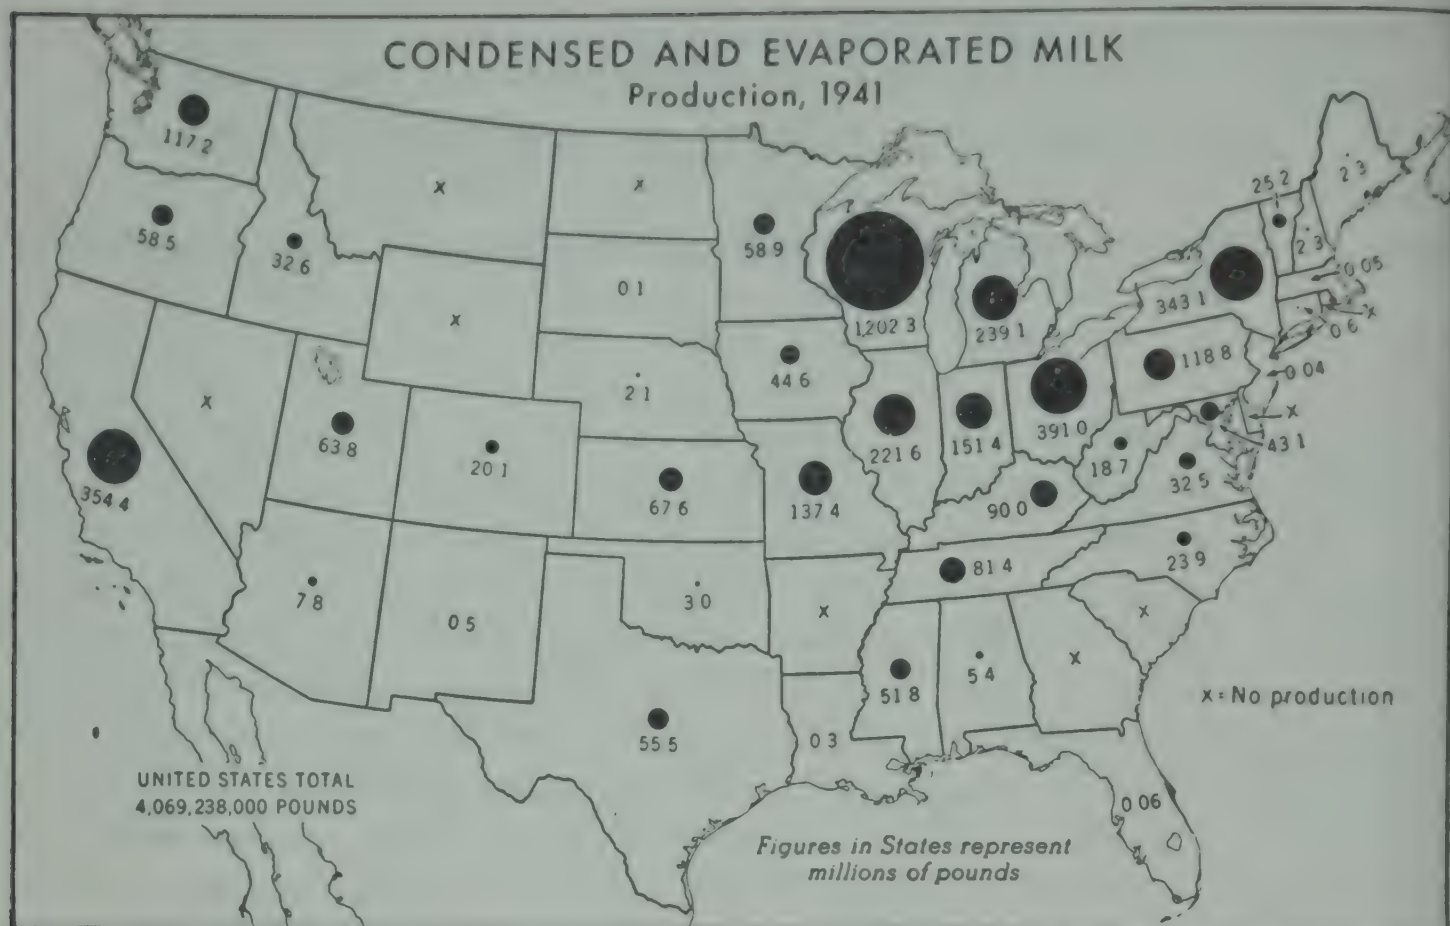 CONDENSED AND EVAPORATED MILK
Production, 1941
117.2
x
x
58.9
25.2
2.3
58.5
32.6
0.1
2.3
0.05
x
1,202.3
239.1
343.1
x
0.6
x
2.1
44.6
118.8
0.04
354.4
63.8
20.1
67.6
137.4
221.6
151.4
391.0
18.7
x
43.1
32.5
90.0
81.4
23.9
7.8
0.5
3.0
x
x
x
51.8
5.4
x = No production
55.5
0.3
0.06
UNITED STATES TOTAL
4,069,238,000 POUNDS
Figures in States represent
millions of pounds